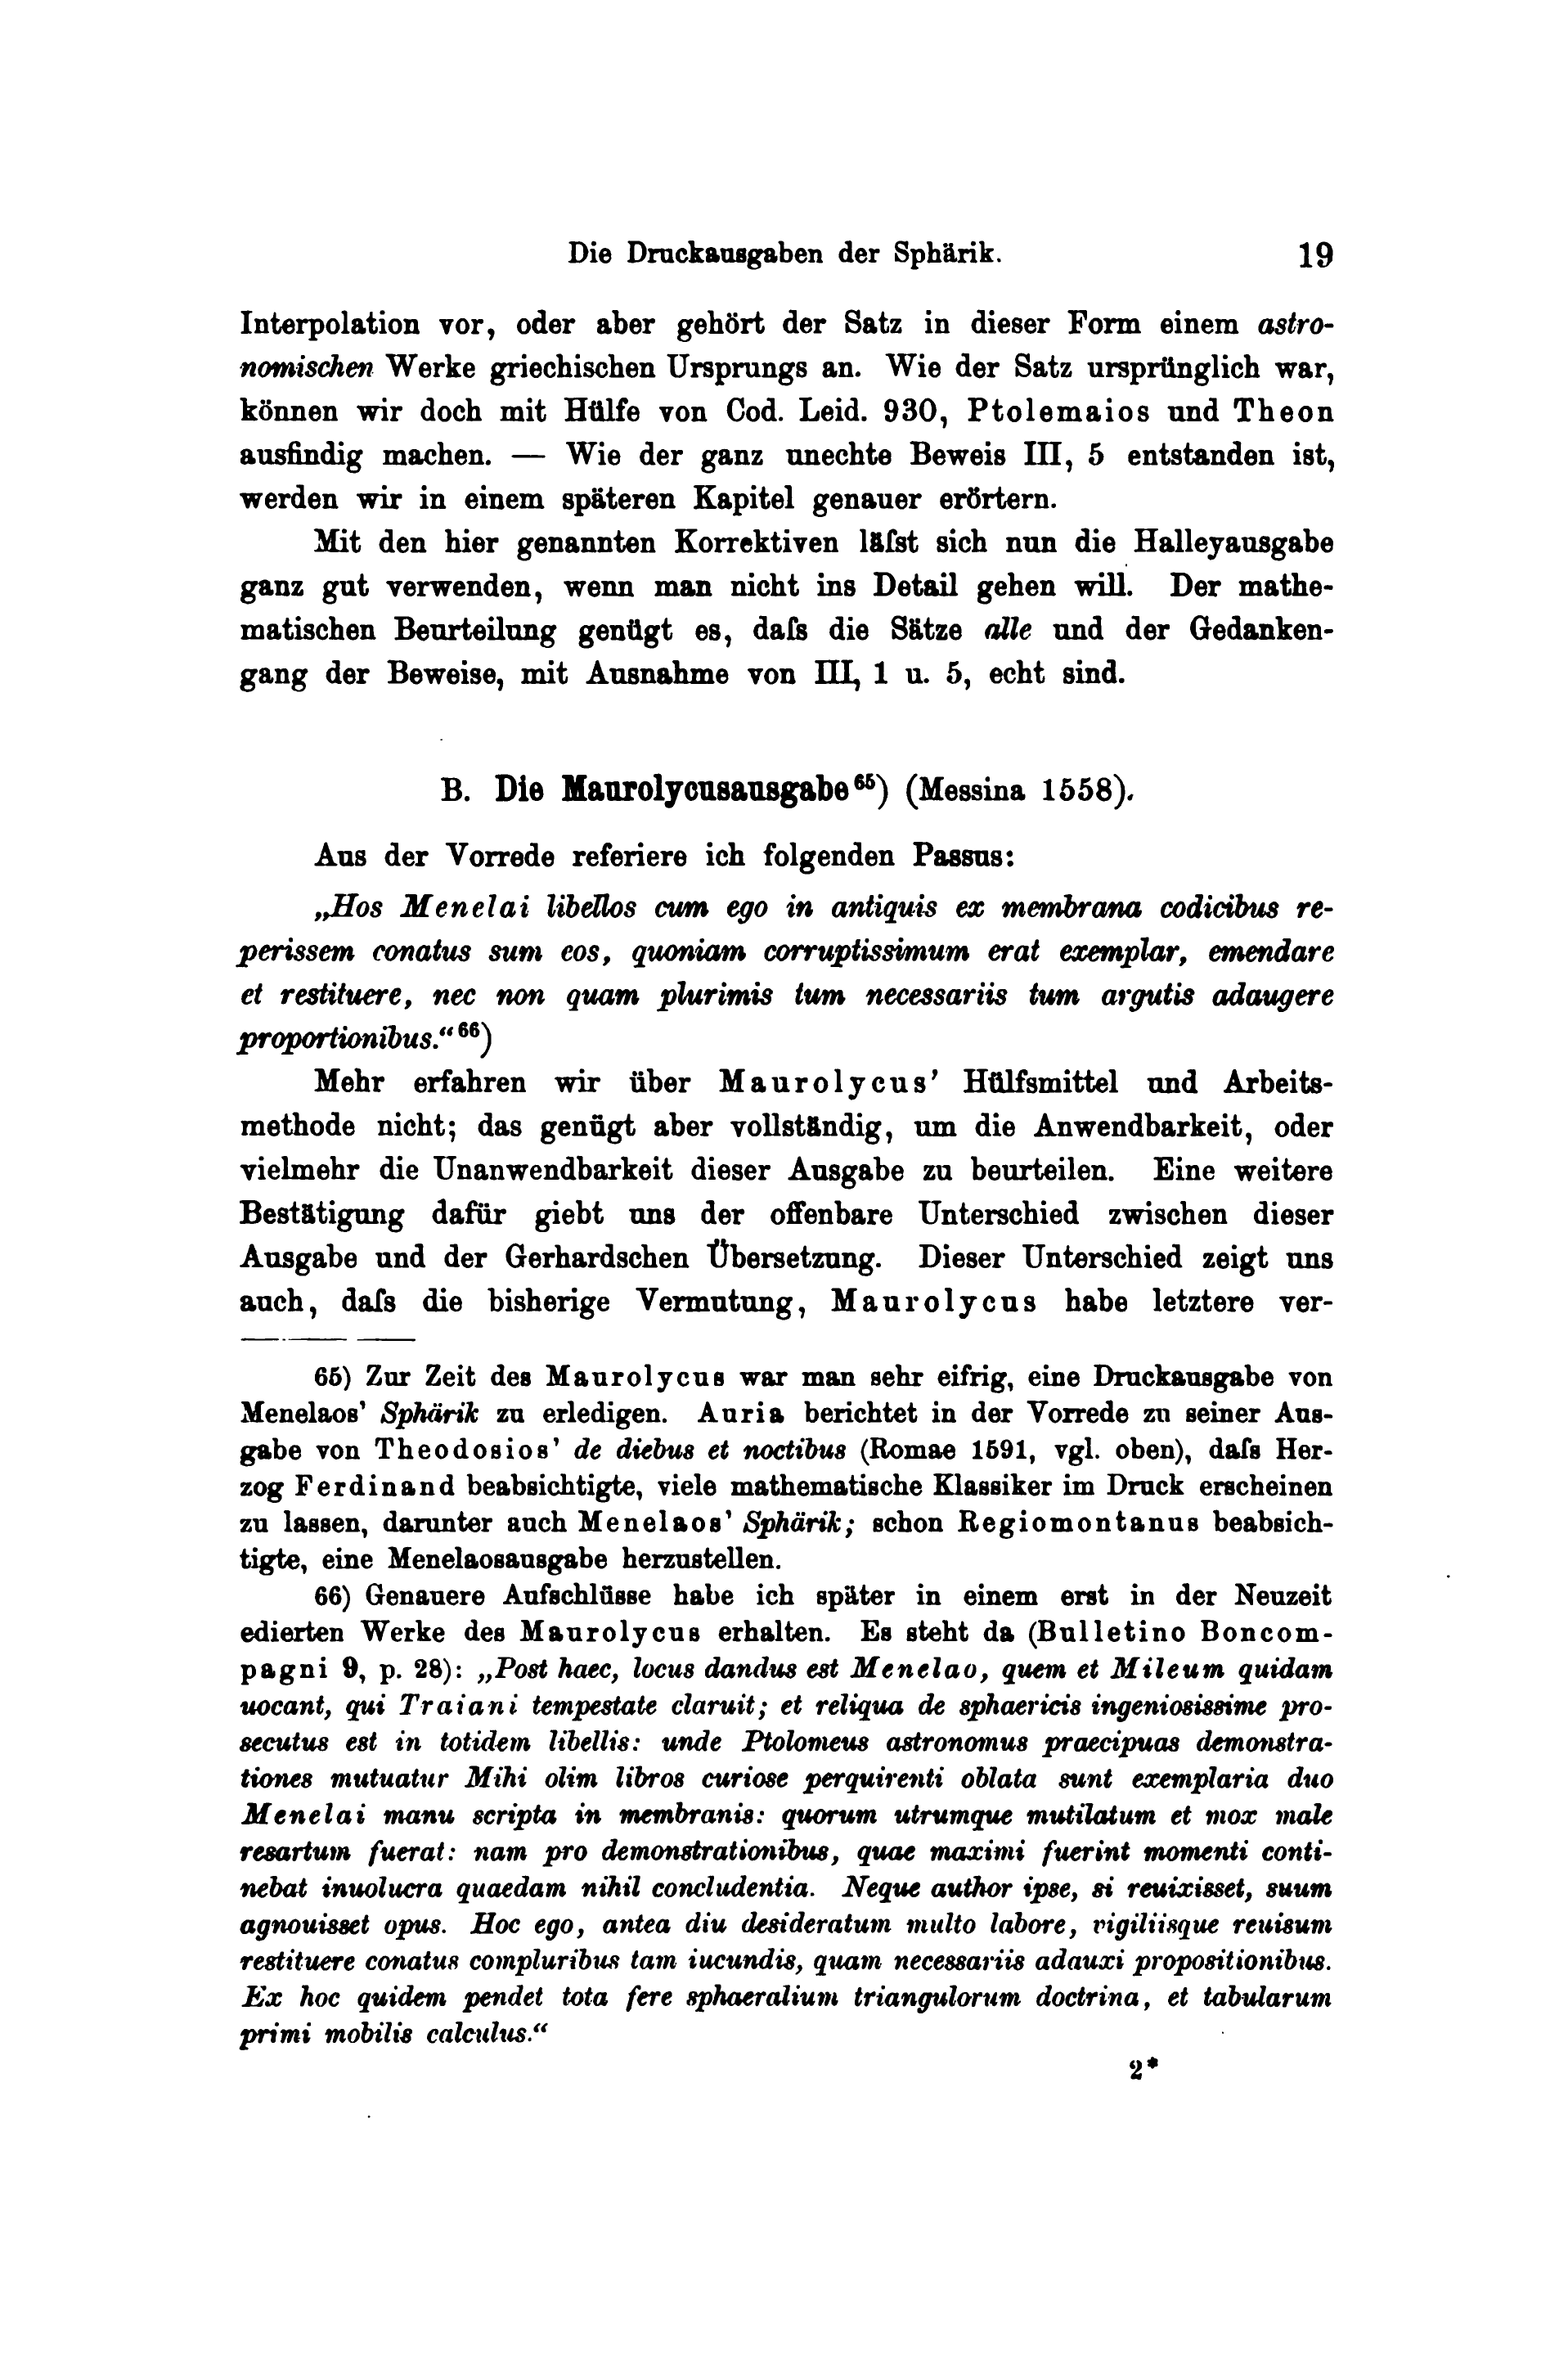 Die Druckausgaben der Sphärik. 19
Interpolation vor, oder aber gehört der Satz in dieser Form einem astro-
nomischen Werke griechischen Ursprungs an. Wie der Satz ursprünglich war,
können wir doch mit Hülfe von Cod. Leid. 930, Ptolemaios und Theon
ausfindig machen. — Wie der ganz unechte Beweis III, 5 entstanden ist,
werden wir in einem späteren Kapitel genauer erörtern.
Mit den hier genannten Korrektiven läſst sich nun die Halleyausgabe
ganz gut verwenden, wenn man nicht ins Detail gehen will. Der mathe-
matischen Beurteilung genügt es, daſs die Sätze alle und der Gedanken-
gang der Beweise, mit Ausnahme von III, 1 u. 5, echt sind.
B. Die Maurolycusausgabe⁶⁵) (Messina 1558).
Aus der Vorrede referiere ich folgenden Passus:
„Hos Menelai libellos cum ego in antiquis ex membrana codicibus re-
perissem conatus sum eos, quoniam corruptissimum erat exemplar, emendare
et restituere, nec non quam plurimis tum necessariis tum argutis adaugere
proportionibus.“⁶⁶)
Mehr erfahren wir über Maurolycus’ Hülfsmittel und Arbeits-
methode nicht; das genügt aber vollständig, um die Anwendbarkeit, oder
vielmehr die Unanwendbarkeit dieser Ausgabe zu beurteilen. Eine weitere
Bestätigung dafür giebt uns der offenbare Unterschied zwischen dieser
Ausgabe und der Gerhardschen Übersetzung. Dieser Unterschied zeigt uns
auch, daſs die bisherige Vermutung, Maurolycus habe letztere ver-
65) Zur Zeit des Maurolycus war man sehr eifrig, eine Druckausgabe von
Menelaos’ Sphärik zu erledigen. Auria berichtet in der Vorrede zu seiner Aus-
gabe von Theodosios’ de diebus et noctibus (Romae 1591, vgl. oben), daſs Her-
zog Ferdinand beabsichtigte, viele mathematische Klassiker im Druck erscheinen
zu lassen, darunter auch Menelaos’ Sphärik; schon Regiomontanus beabsich-
tigte, eine Menelaosausgabe herzustellen.
66) Genauere Aufschlüsse habe ich später in einem erst in der Neuzeit
edierten Werke des Maurolycus erhalten. Es steht da (Bulletino Boncom-
pagni 9, p. 28): „Post haec, locus dandus est Menelao, quem et Mileum quidam
uocant, qui Traiani tempestate claruit; et reliqua de sphaericis ingeniosissime pro-
secutus est in totidem libellis: unde Ptolomeus astronomus praecipuas demonstra-
tiones mutuatur Mihi olim libros curiose perquirenti oblata sunt exemplaria duo
Menelai manu scripta in membranis: quorum utrumque mutilatum et mox male
resartum fuerat: nam pro demonstrationibus, quae maximi fuerint momenti conti-
nebat inuolucra quaedam nihil concludentia. Neque author ipse, si reuixisset, suum
agnouisset opus. Hoc ego, antea diu desideratum multo labore, vigiliisque reuisum
restituere conatus compluribus tam iucundis, quam necessariis adauxi propositionibus.
Ex hoc quidem pendet tota fere sphaeralium triangulorum doctrina, et tabularum
primi mobilis calculus.“
2*